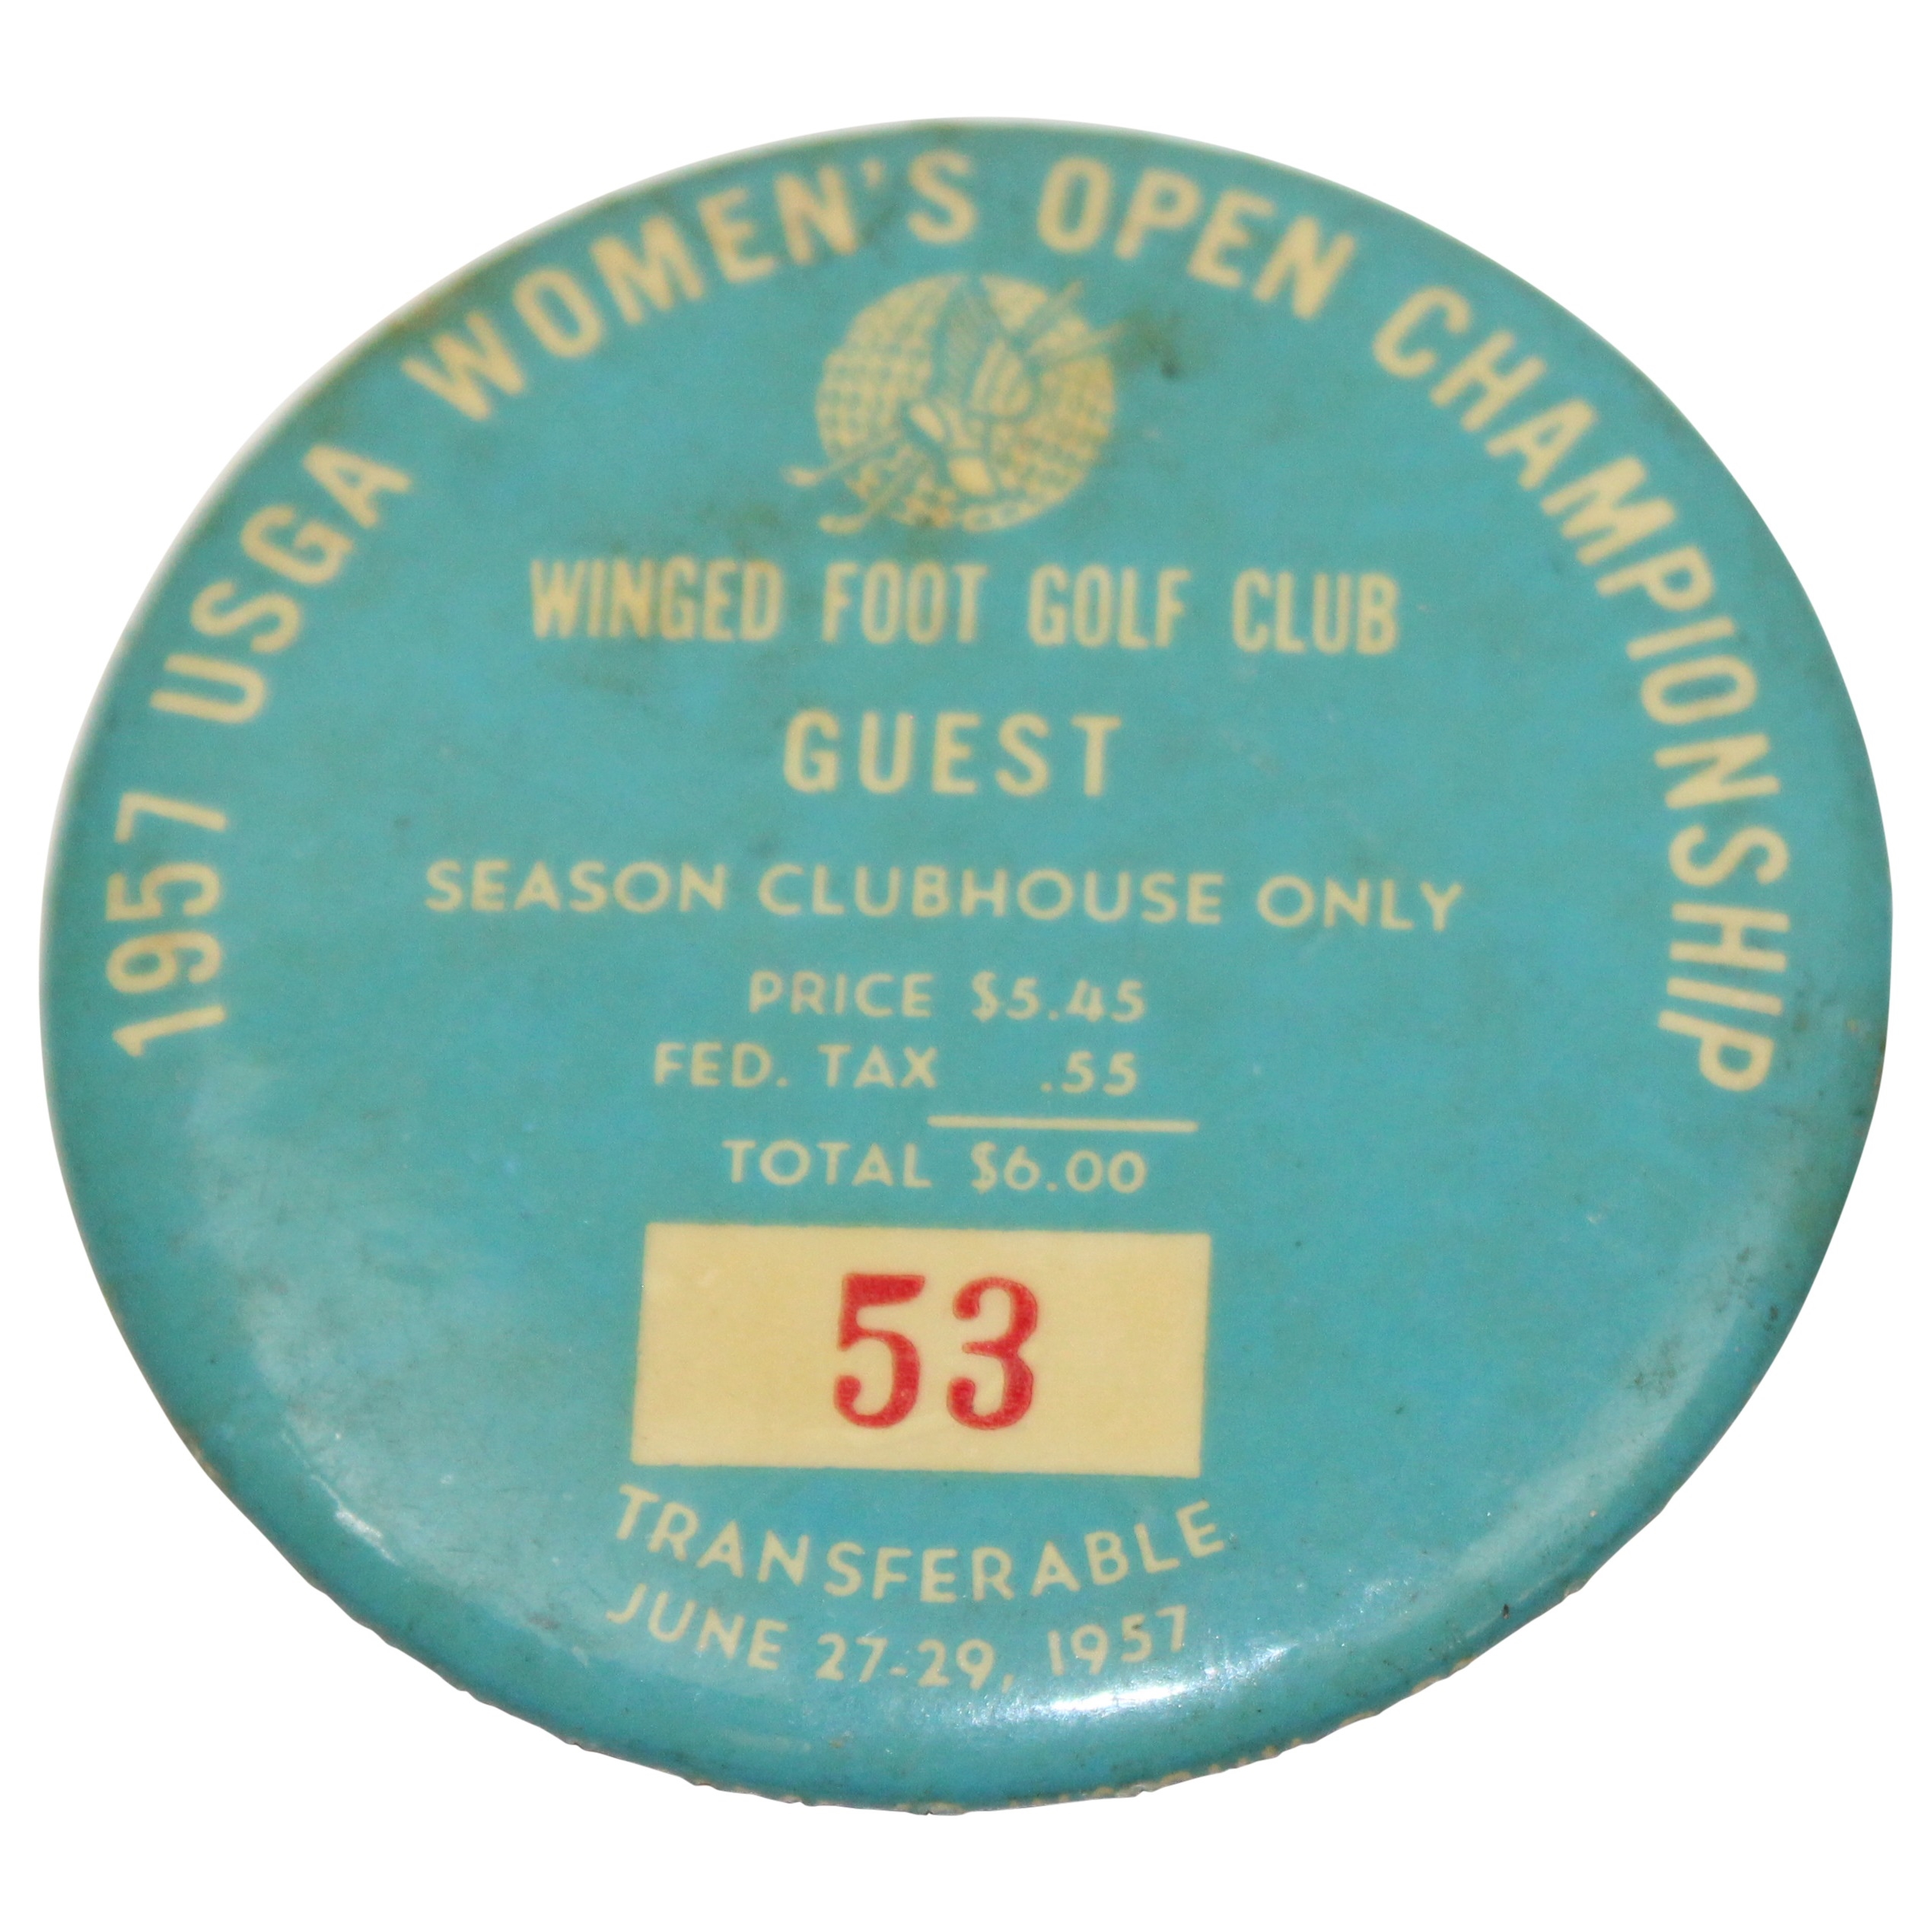 1957 USGA WOMEN'S OPEN CHAMPIONSHIP
WINGED FOOT GOLF CLUB
GUEST
SEASON CLUBHOUSE ONLY
PRICE $5.45
FED. TAX .55
TOTAL $6.00
53
TRANSFERABLE
JUNE 27-29, 1957